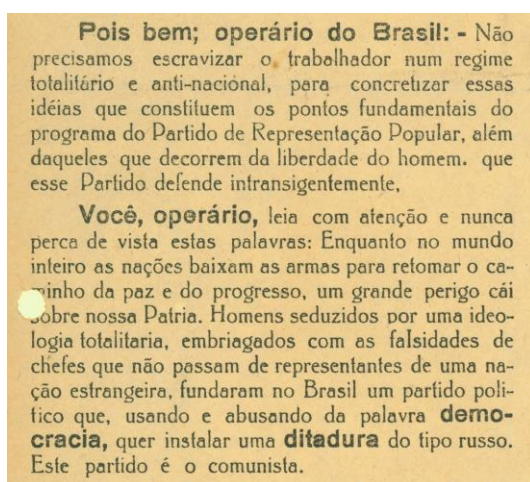 Pois bem; operário do Brasil: - Não
precisamos escravizar o trabalhador num regime
totalitário e anti-nacional, para concretizar essas
idéias que constituem os pontos fundamentais do
programa do Partido de Representação Popular, além
daqueles que decorrem da liberdade do homem. que
esse Partido defende intransigentemente,
Você, operário, leia com atenção e nunca
perca de vista estas palavras: Enquanto no mundo
inteiro as nações baixam as armas para retomar o ca-
minho da paz e do progresso, um grande perigo cái
sobre nossa Patria. Homens seduzidos por uma ideo-
logia totalitaria, embriagados com as falsidades de
chefes que não passam de representantes de uma na-
ção estrangeira, fundaram no Brasil um partido poli-
tico que, usando e abusando da palavra demo-
cracia, quer instalar uma ditadura do tipo russo.
Este partido é o comunista.